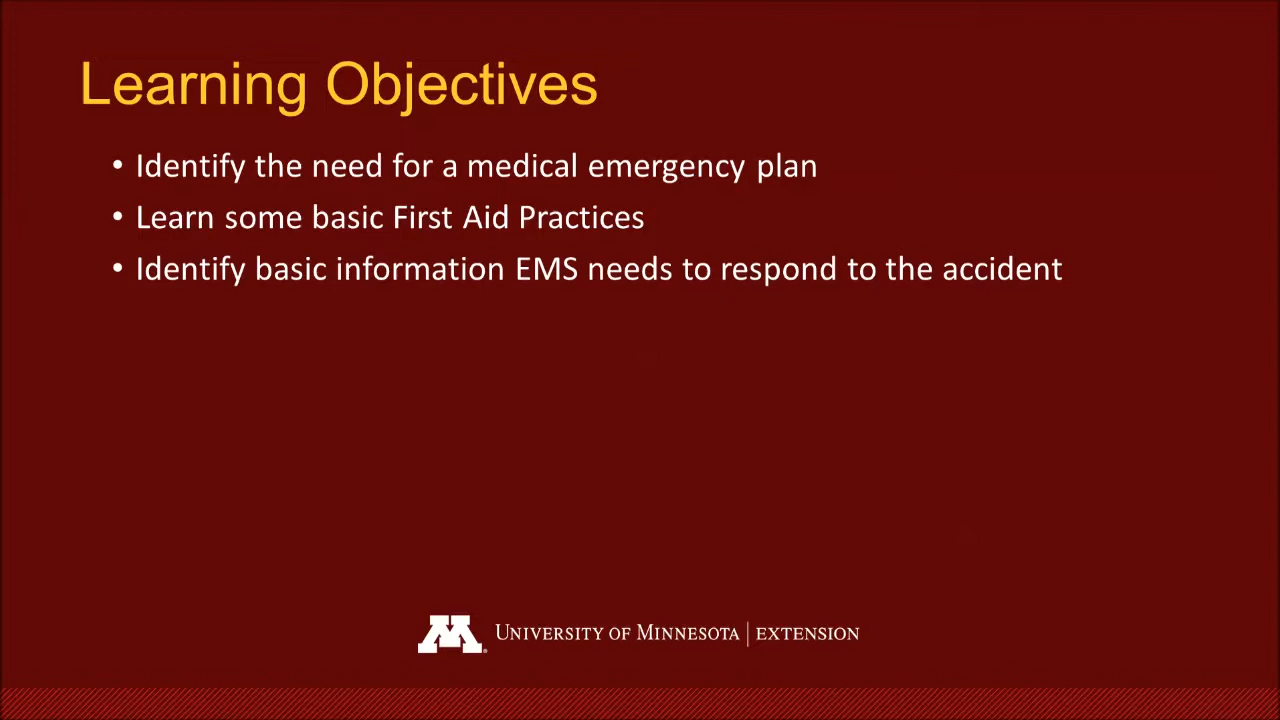 Learning Objectives
• Identify the need for a medical emergency plan
• Learn some basic First Aid Practices
• Identify basic information EMS needs to respond to the accident
M UNIVERSITY OF MINNESOTA | EXTENSION